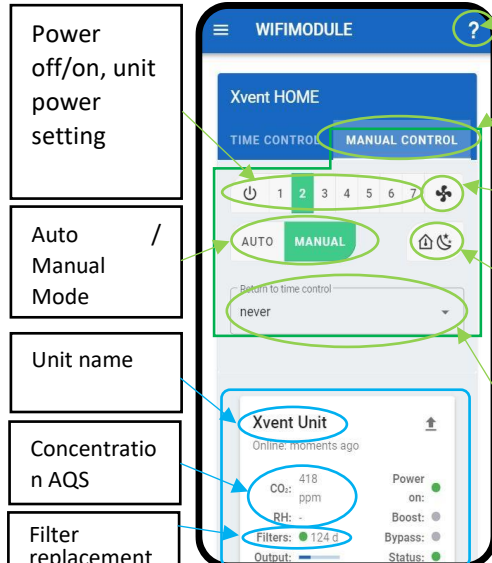 Power
off/on, unit
power
setting
Auto /
Manual
Mode
Unit name
Concentratio
n AQS
Filter
replacement
WIFIMODULE ?
Xvent HOME
TIME CONTROL MANUAL CONTROL
1 2 3 4 5 6 7
AUTO MANUAL
Return to time control
never
Xvent Unit
Online: moments ago
CO₂: 418 ppm Power on:
RH: - Boost:
Filters: 124 d Bypass:
Output: Status: